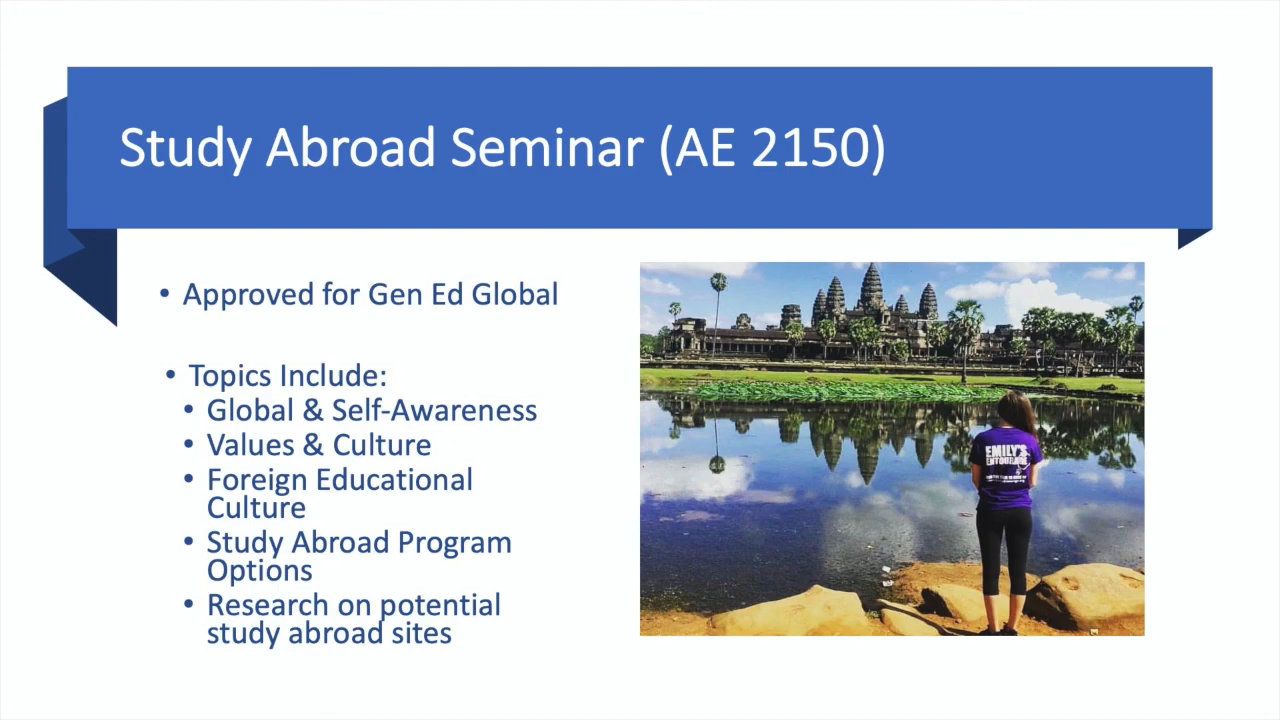 Study Abroad Seminar (AE 2150)
• Approved for Gen Ed Global
• Topics Include:
• Global & Self-Awareness
• Values & Culture
• Foreign Educational
Culture
• Study Abroad Program
Options
• Research on potential
study abroad sites
EMILY'S
ENTOURAGE